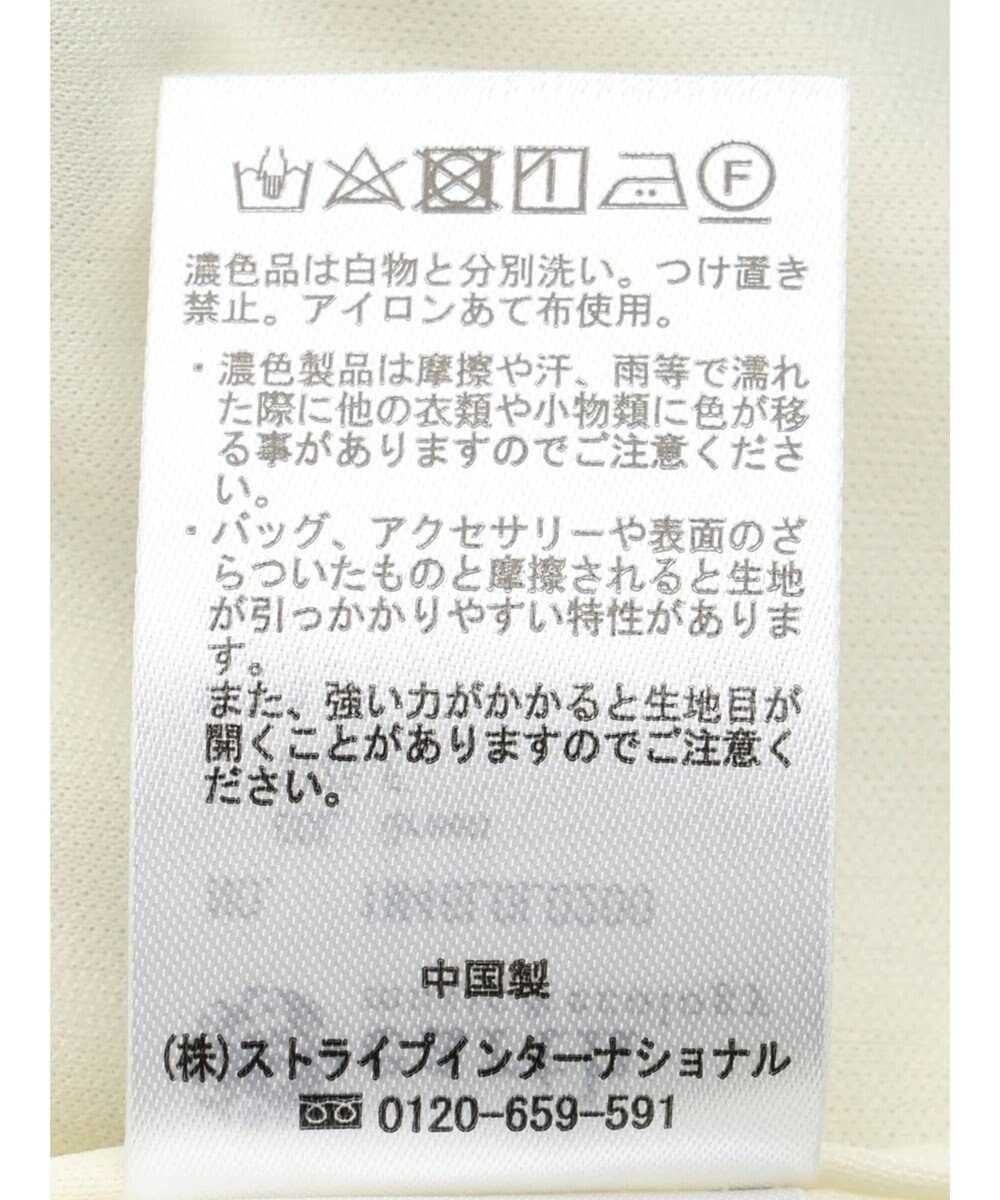 F
濃色品は白物と分別洗い。つけ置き
禁止。アイロンあて布使用。
・濃色製品は摩擦や汗、雨等で濡れ
た際に他の衣類や小物類に色が移
る事がありますのでご注意くださ
い。
・バッグ、アクセサリーや表面のざ
らついたものと摩擦されると生地
が引っかかりやすい特性がありま
す。
また、強い力がかかると生地目が
開くことがありますのでご注意く
ださい。
中国製
(株)ストライプインターナショナル
0120-659-591